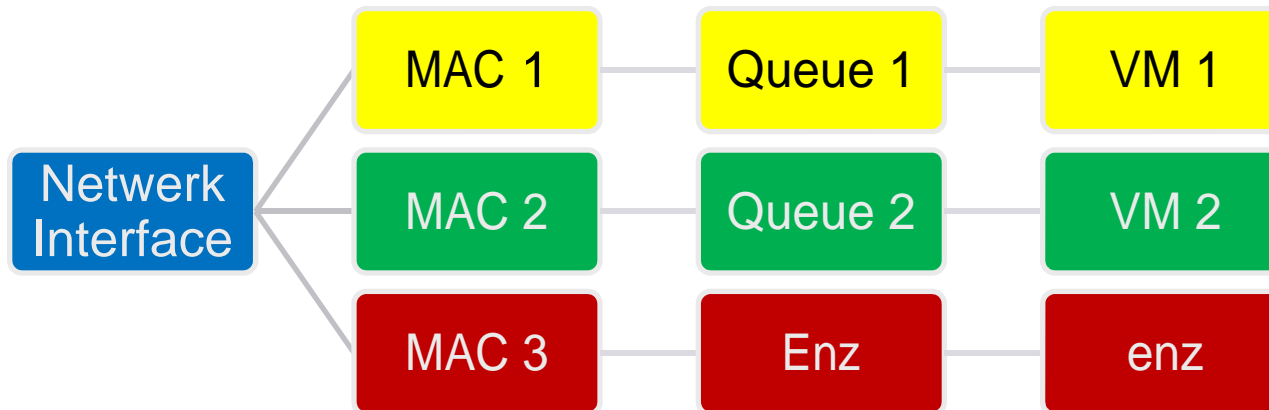 MAC 1
Queue 1
VM 1
Netwerk
Interface
MAC 2
Queue 2
VM 2
MAC 3
Enz
enz